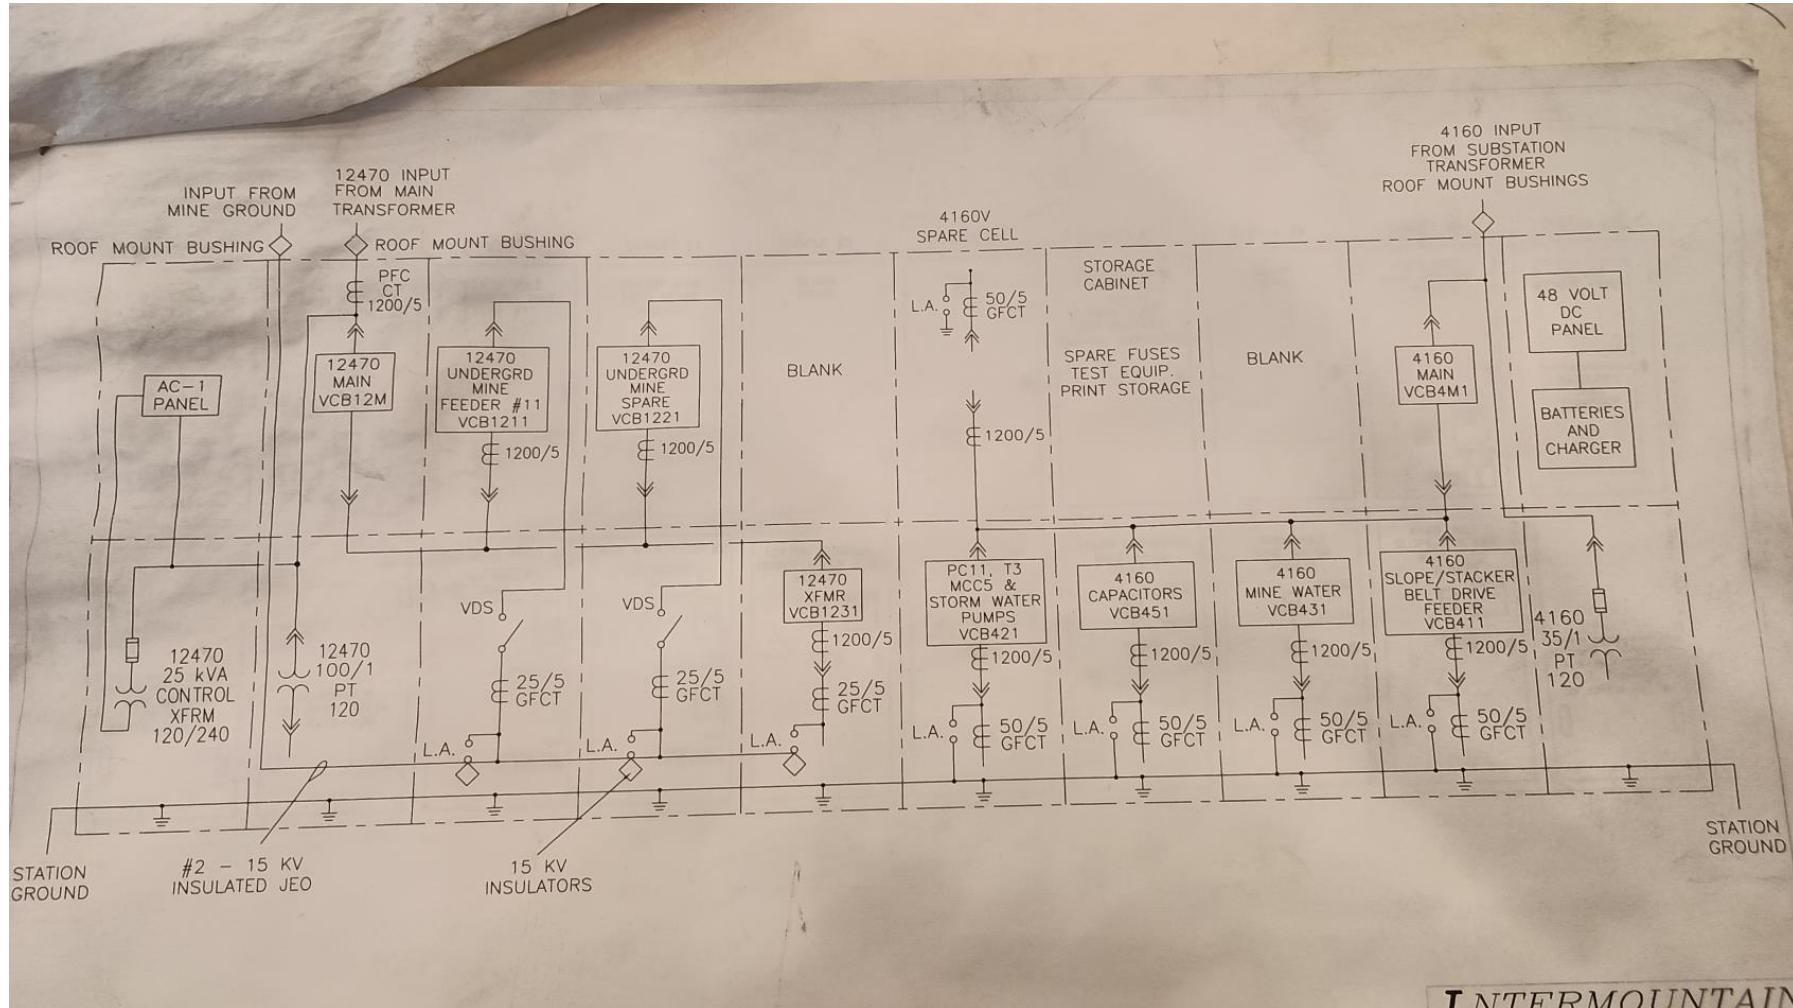 4160 INPUT
FROM SUBSTATION
TRANSFORMER
ROOF MOUNT BUSHINGS
12470 INPUT
FROM MAIN
TRANSFORMER
INPUT FROM
MINE GROUND
ROOF MOUNT BUSHING
ROOF MOUNT BUSHING
4160V
SPARE CELL
PFC
CT
1200/5
L.A.
50/5
GFCT
STORAGE
CABINET
48 VOLT
DC
PANEL
AC-1
PANEL
12470
MAIN
VCB12M
12470
UNDERGRD
MINE
FEEDER #11
VCB1211
12470
UNDERGRD
MINE
SPARE
VCB1221
BLANK
SPARE FUSES
TEST EQUIP.
PRINT STORAGE
BLANK
4160
MAIN
VCB4M1
BATTERIES
AND
CHARGER
1200/5
1200/5
1200/5
12470
25 kVA
CONTROL
XFRM
120/240
12470
100/1
PT
120
VDS
25/5
GFCT
L.A.
VDS
25/5
GFCT
L.A.
12470
XFMR
VCB1231
1200/5
25/5
GFCT
L.A.
PC11, T3
MCC5 &
STORM WATER
PUMPS
VCB421
1200/5
L.A.
50/5
GFCT
4160
CAPACITORS
VCB451
1200/5
L.A.
50/5
GFCT
4160
MINE WATER
VCB431
1200/5
L.A.
50/5
GFCT
4160
SLOPE/STACKER
BELT DRIVE
FEEDER
VCB411
1200/5
L.A.
50/5
GFCT
4160
35/1
PT
120
STATION
GROUND
#2 - 15 KV
INSULATED JEO
15 KV
INSULATORS
STATION
GROUND
INTERMOUNTAIN